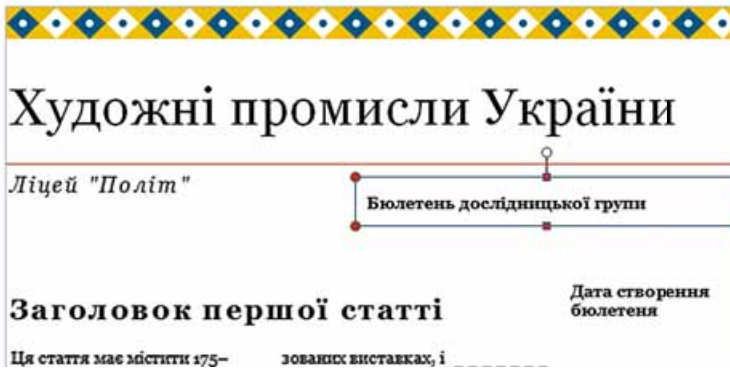 Художні промисли України
Ліцей "Політ"
Бюлетень дослідницької групи
Заголовок першої статті
Дата створення
бюлетеня
Ця стаття має містити 175–
зованих виставках, і